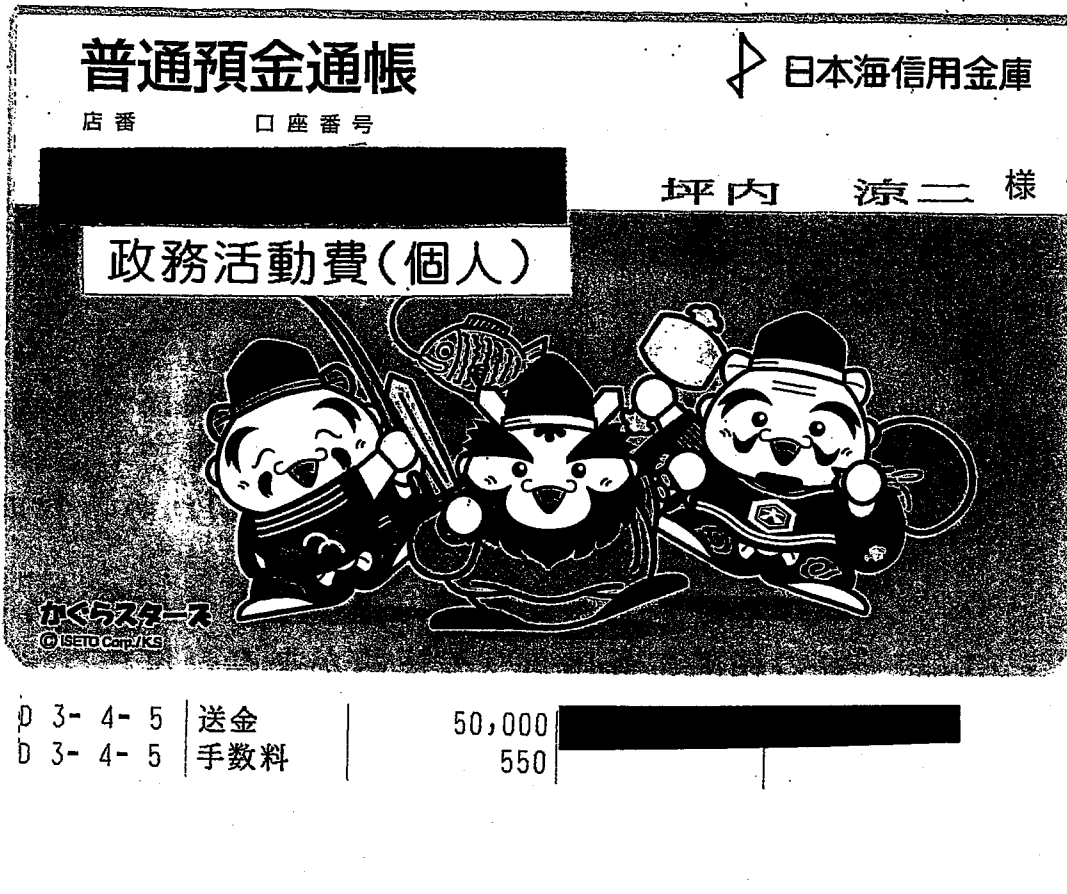 普通預金通帳
日本海信用金庫
店番 口座番号
坪内 涼二 様
政務活動費(個人)
大
かぐらスターズ
© ISETO Corp./KS
D 3- 4- 5 送金 50,000
D 3- 4- 5 手数料 550